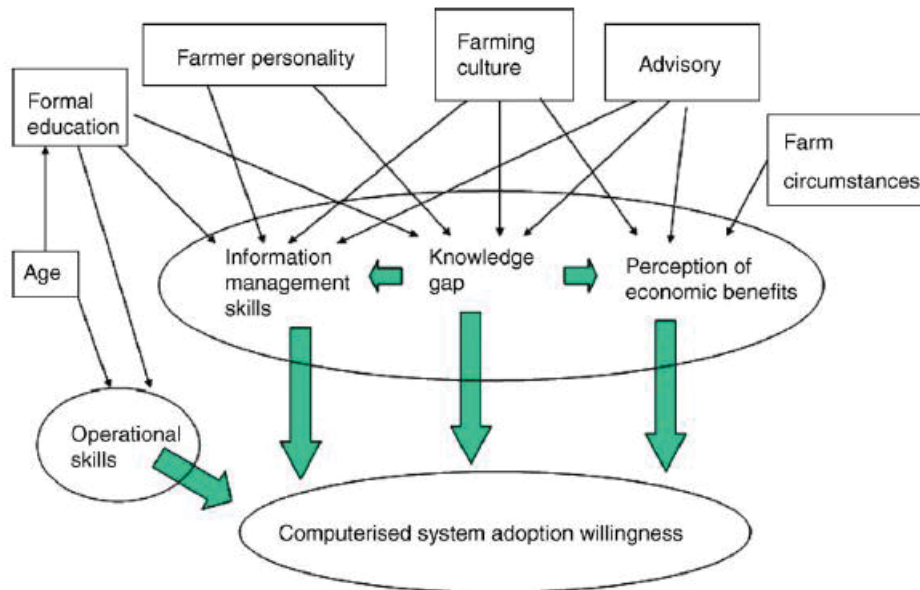 Farmer personality
Farming
culture
Advisory
Formal
education
Farm
circumstances
Age
Information
management
skills
Knowledge
gap
Perception of
economic benefits
Operational
skills
Computerised system adoption willingness